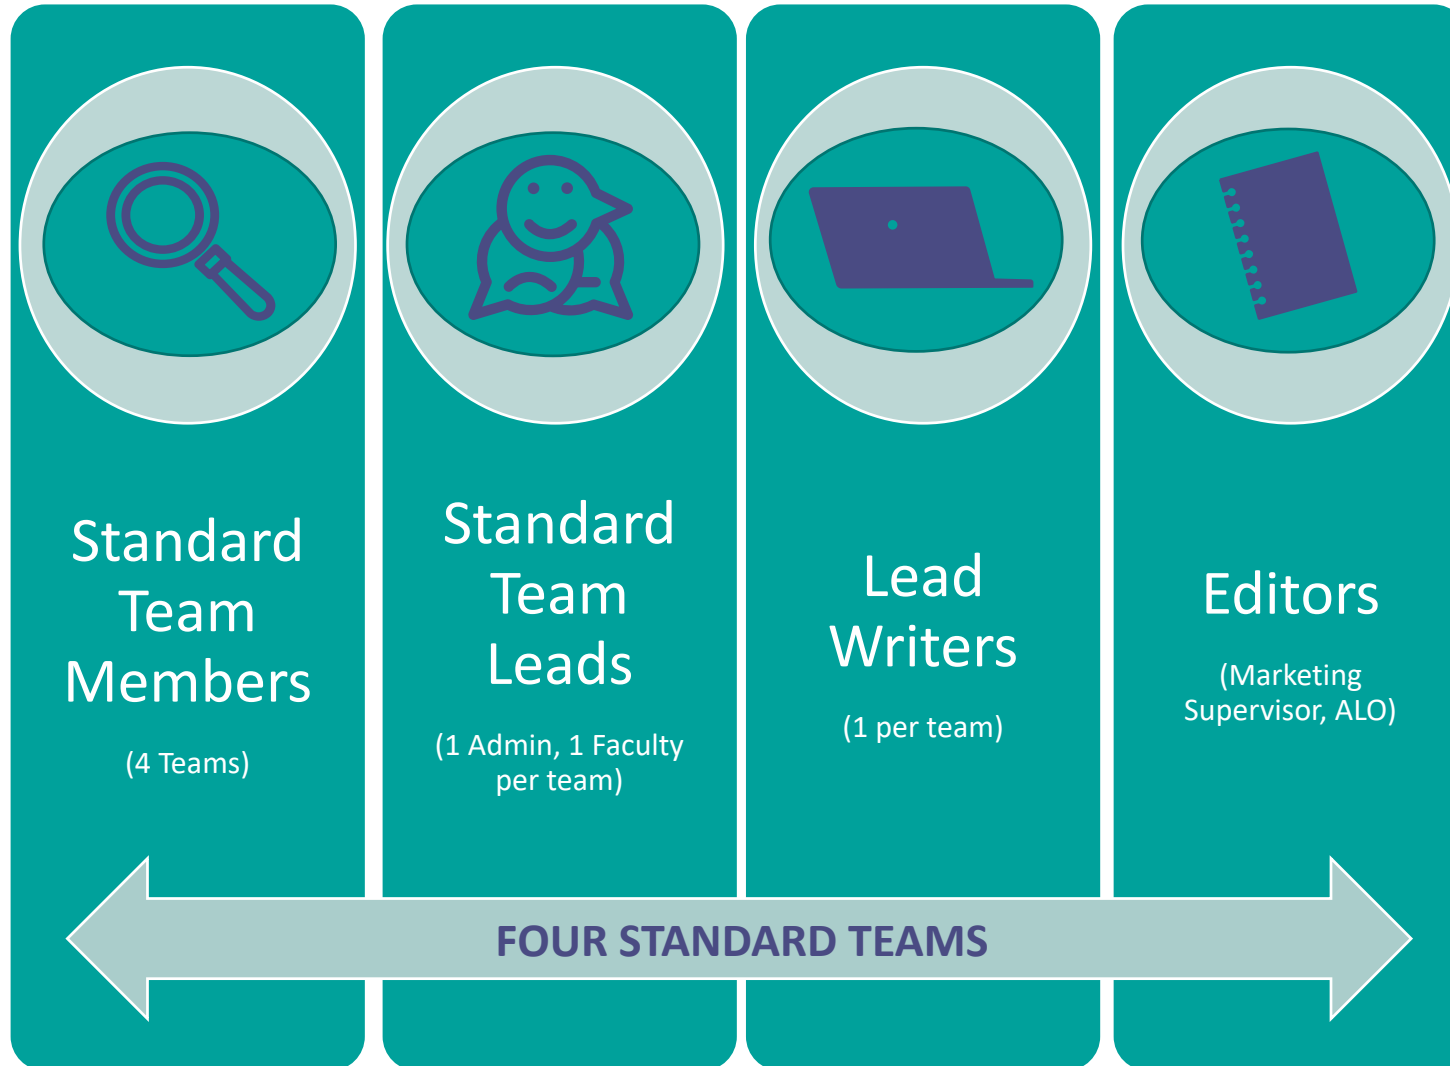 Standard
Team
Members
(4 Teams)
Standard
Team
Leads
(1 Admin, 1 Faculty
per team)
Lead
Writers
(1 per team)
Editors
(Marketing
Supervisor, ALO)
FOUR STANDARD TEAMS